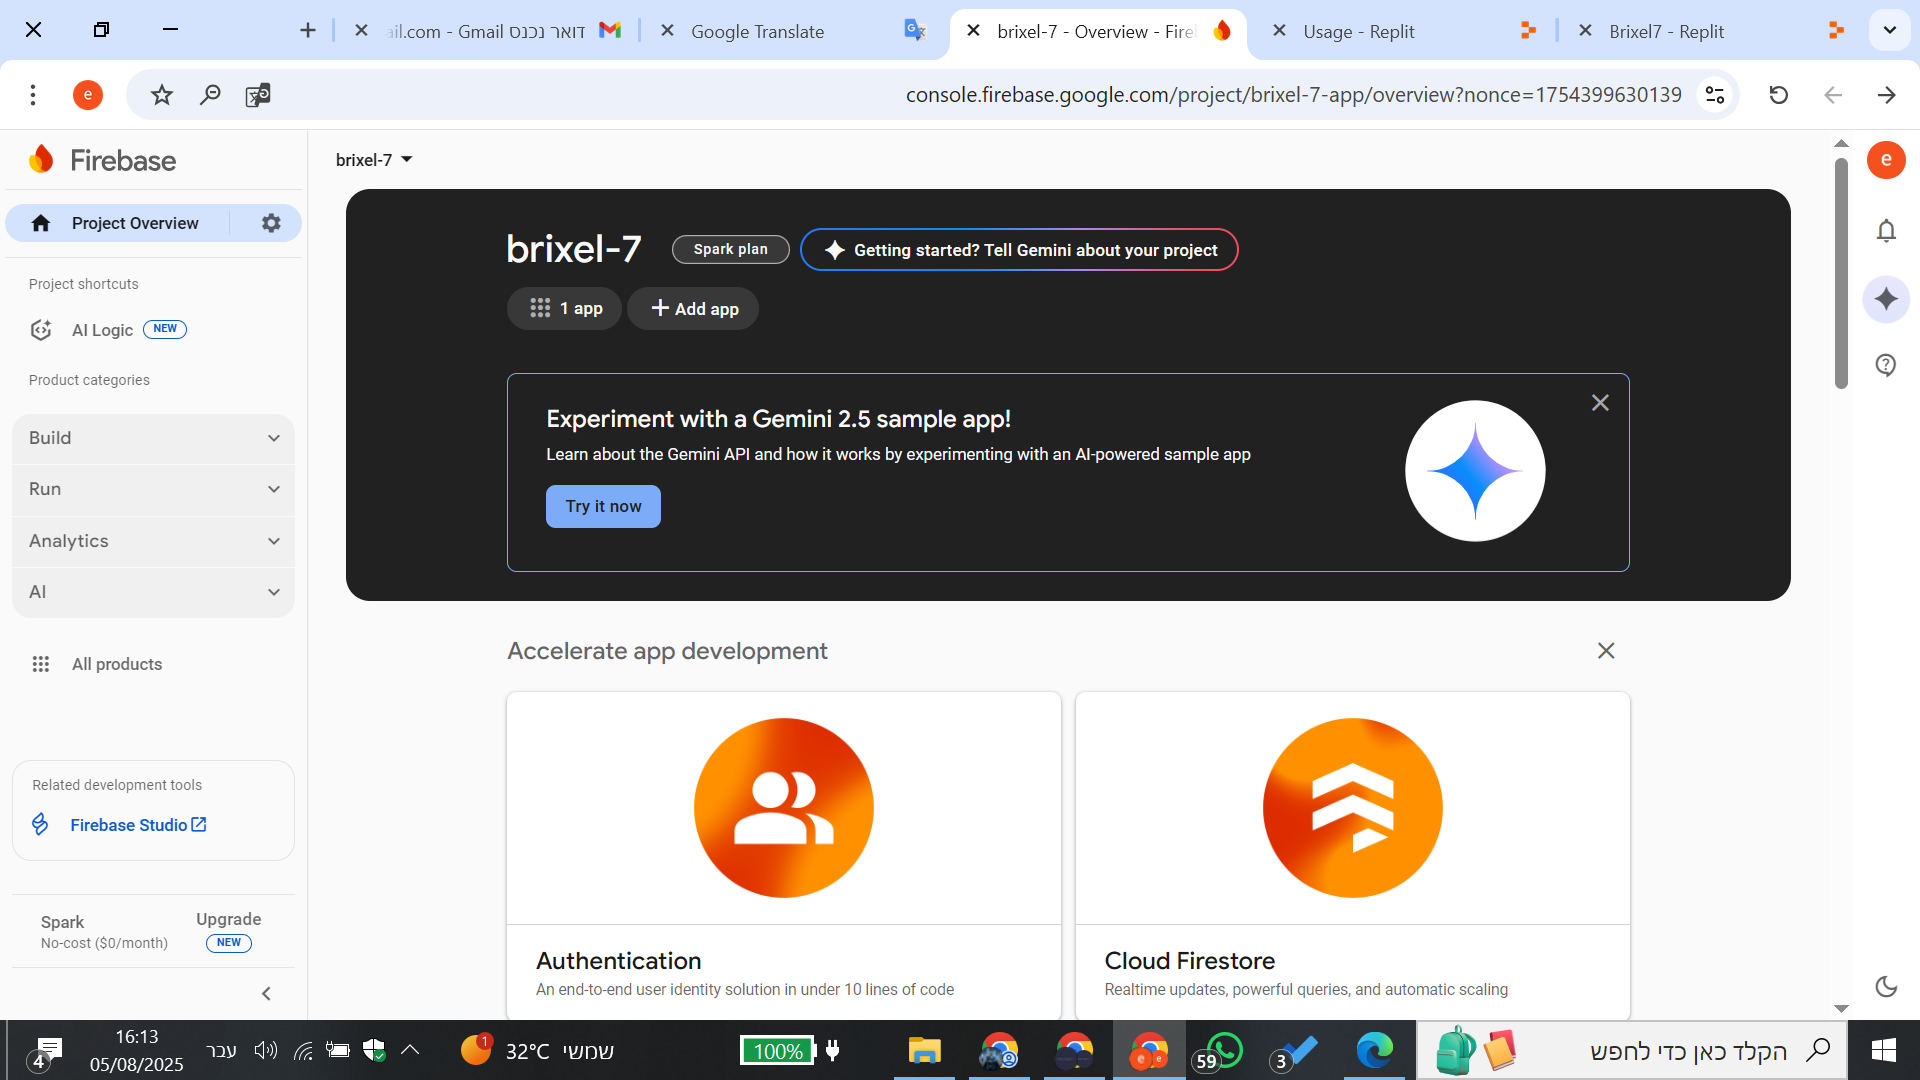 ail.com - Gmail דואר נכנס
Google Translate
brixel-7 - Overview - Fire
Usage - Replit
Brixel7 - Replit
e
console.firebase.google.com/project/brixel-7-app/overview?nonce=1754399630139
Firebase
brixel-7
e
Project Overview
brixel-7
Spark plan
Getting started? Tell Gemini about your project
Project shortcuts
1 app
Add app
AI Logic
NEW
Product categories
Build
Run
Analytics
AI
All products
Experiment with a Gemini 2.5 sample app!
Learn about the Gemini API and how it works by experimenting with an AI-powered sample app
Try it now
Accelerate app development
Related development tools
Firebase Studio
Spark
No-cost ($0/month)
Upgrade
NEW
Authentication
An end-to-end user identity solution in under 10 lines of code
Cloud Firestore
Realtime updates, powerful queries, and automatic scaling
4
16:13
05/08/2025
עבר
1
32°C שמשי
100%
e e
59
3
הקלד כאן כדי לחפש